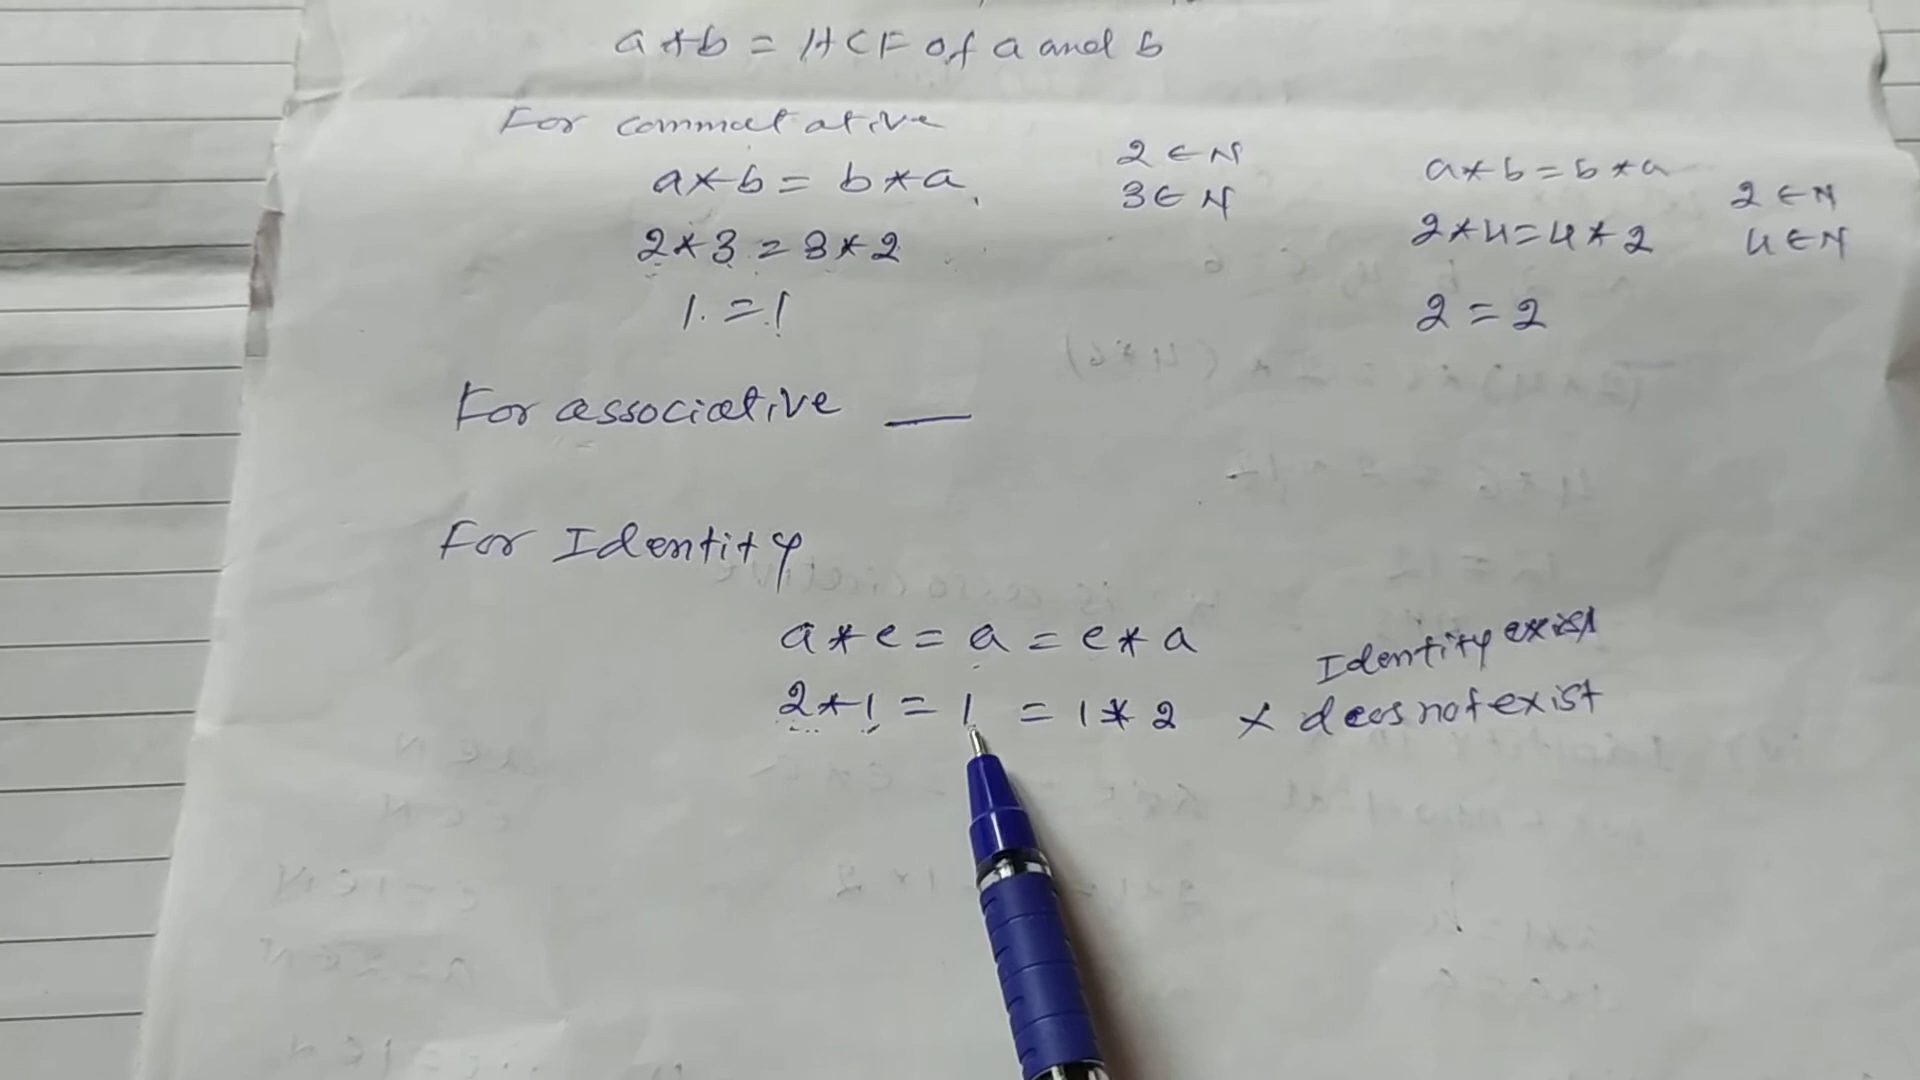 a*b = HCF of a and b
For commutative
a*b = b*a,
2*3 = 3*2
1. = 1
2 ∈ N
3 ∈ N
a*b = b*a
2*4 = 4*2
2 = 2
2 ∈ N
4 ∈ N
For associative —
For Identity
a*e = a = e*a
2*1 = 1 = 1*2
Identity exist
× does not exist